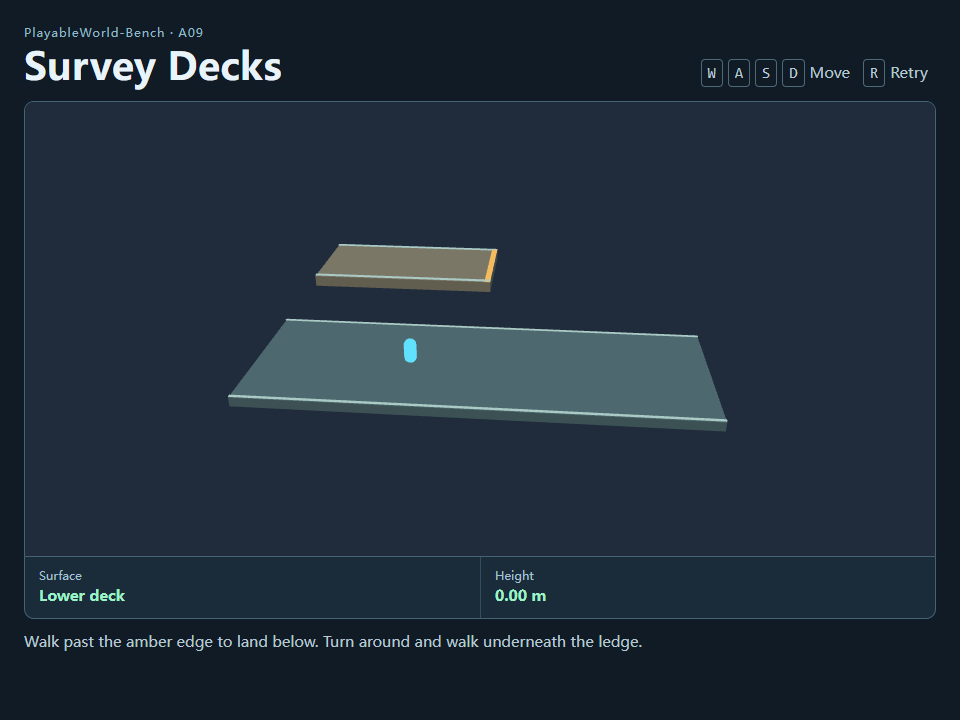 PlayableWorld-Bench · A09
Survey Decks
W A S D Move R Retry
Surface
Lower deck
Height
0.00 m
Walk past the amber edge to land below. Turn around and walk underneath the ledge.